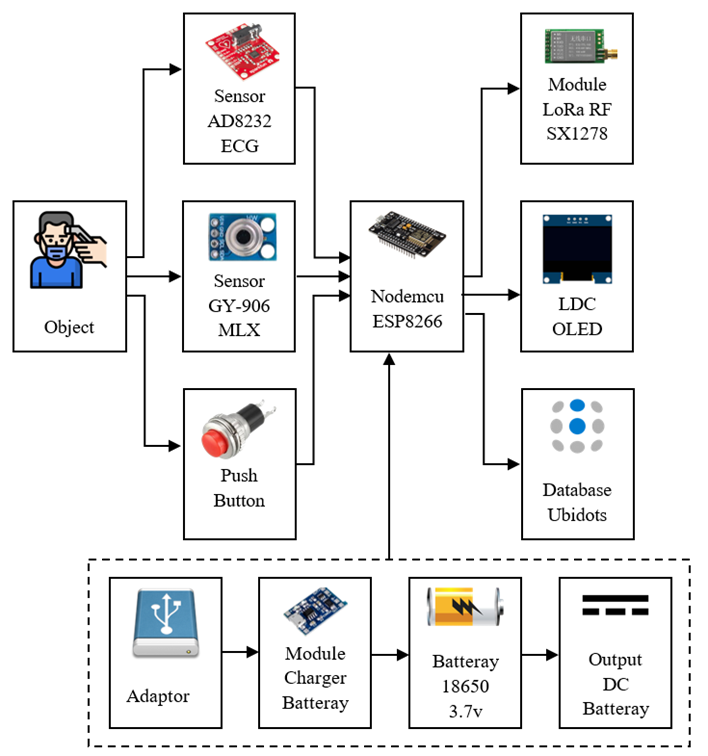 Sensor
AD8232
ECG
Module
LoRa RF
SX1278
Object
Sensor
GY-906
MLX
Nodemcu
ESP8266
LDC
OLED
Push
Button
Database
Ubidots
Adaptor
Module
Charger
Batteray
Batteray
18650
3.7v
Output
DC
Batteray